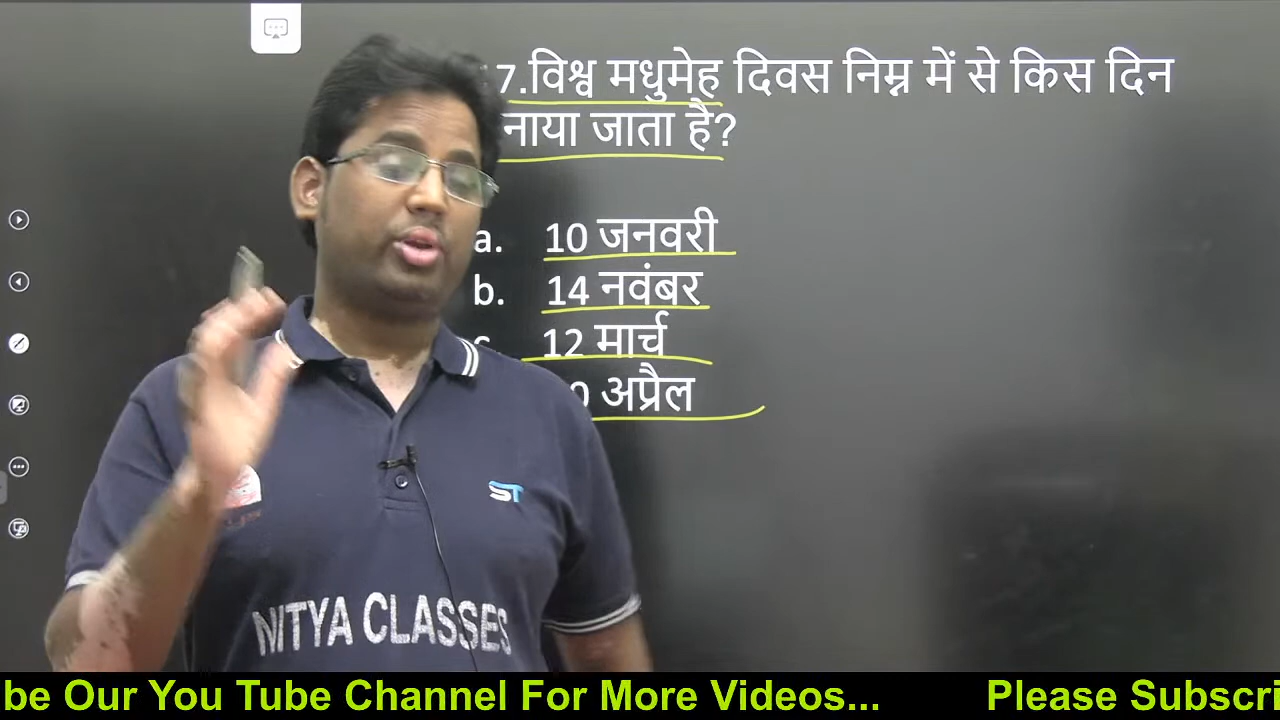 7.विश्व मधुमेह दिवस निम्न में से किस दिन
नाया जाता है?
a. 10 जनवरी
b. 14 नवंबर
c. 12 मार्च
0 अप्रैल
ST
NITYA CLASSES
be Our You Tube Channel For More Videos... Please Subscri